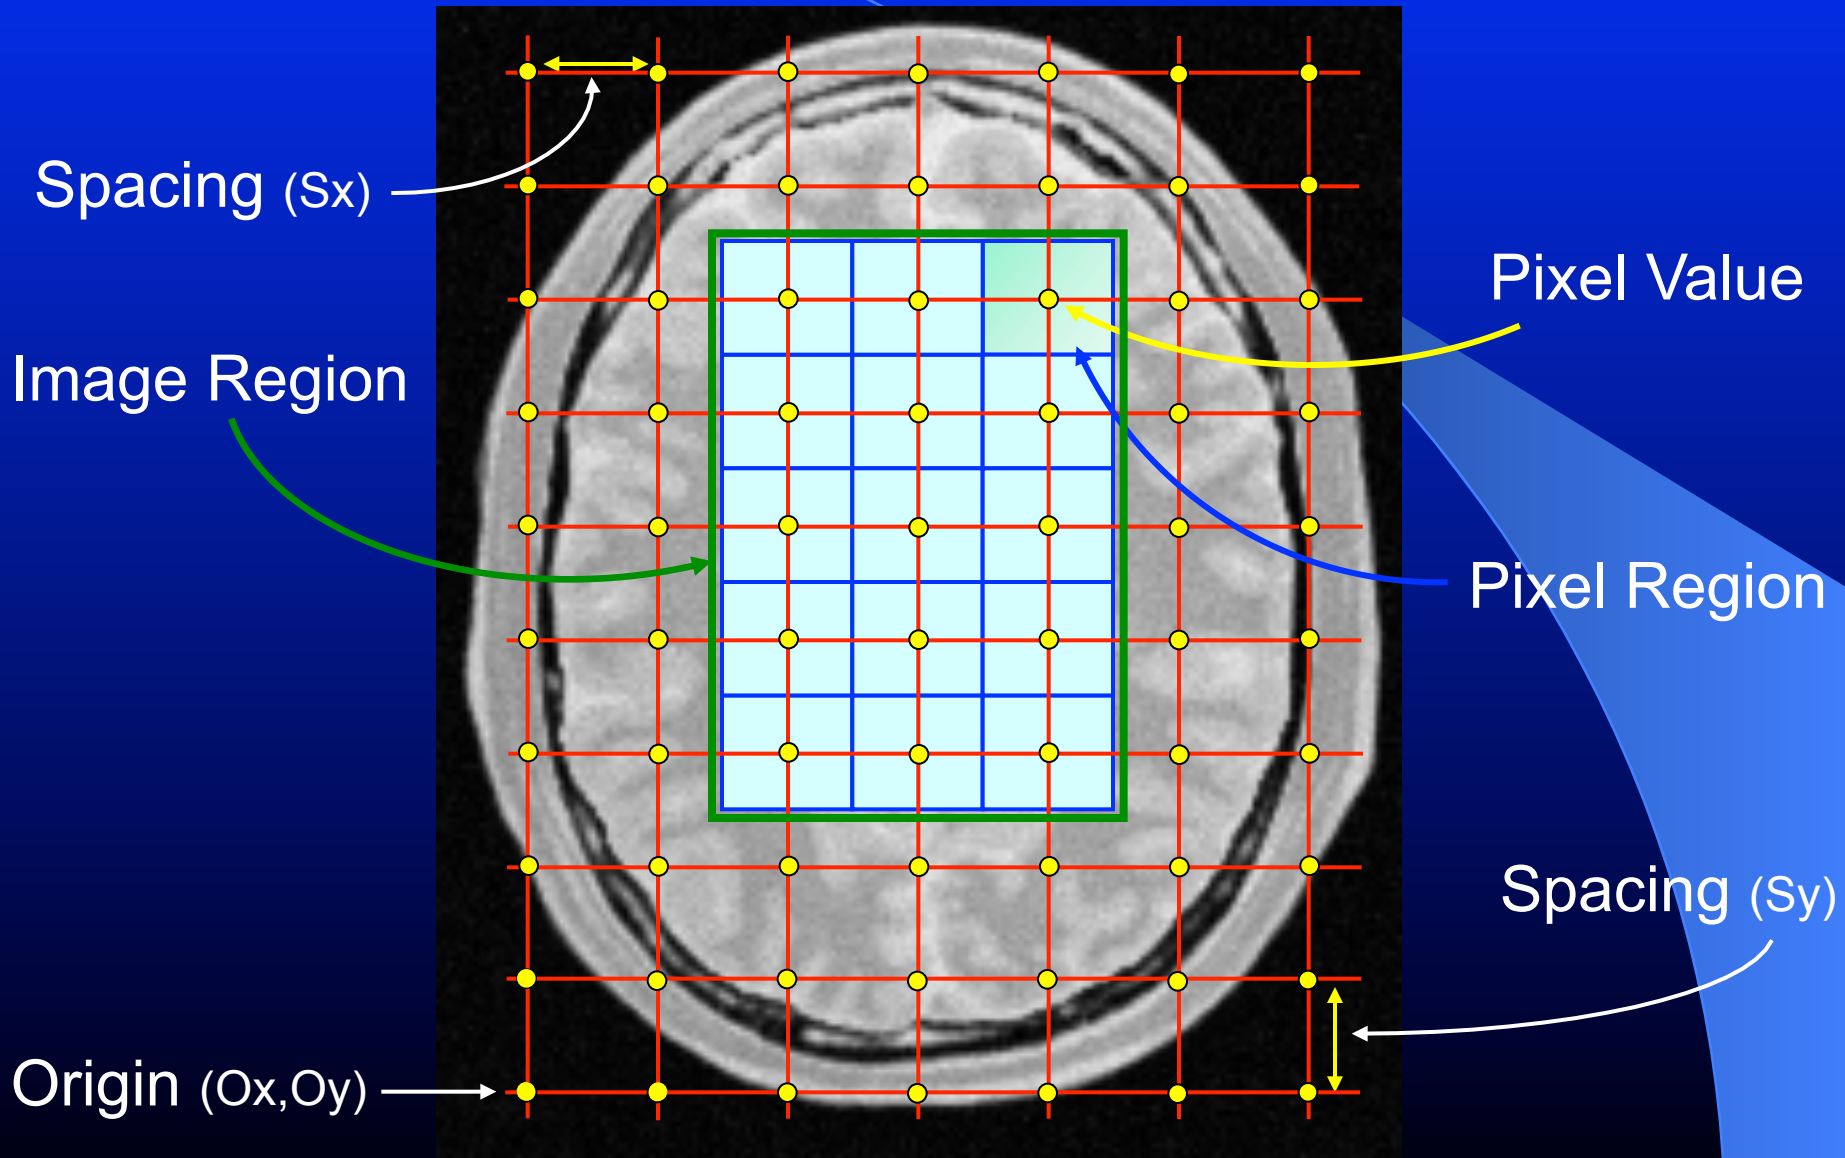 Spacing (Sx)
Pixel Value
Image Region
Pixel Region
Spacing (Sy)
Origin (Ox,Oy)